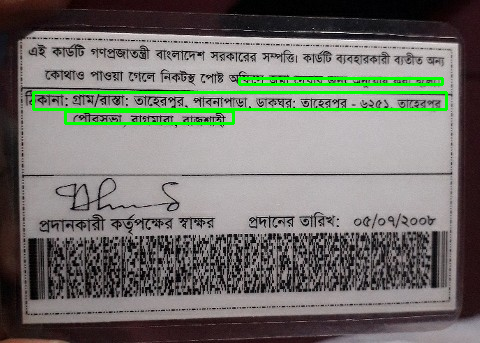 এই কার্ডটি গণপ্রজাতন্ত্রী বাংলাদেশ সরকারের সম্পত্তি। কার্ডটি ব্যবহারকারী ব্যতীত অন্য
কোথাও পাওয়া গেলে নিকটস্থ পোষ্ট অফিসে জমা দেবার জন্য অনুরোধ করা হলো।
ঠিকানা: গ্রাম/রাস্তা: তাহেরপুর, পাবনাপাড়া, ডাকঘর: তাহেরপুর - ৬২৫১, তাহেরপুর
পৌরসভা, বাগমারা, রাজশাহী
প্রদানকারী কর্তৃপক্ষের স্বাক্ষর প্রদানের তারিখ: ০৫/০৭/২০০৮